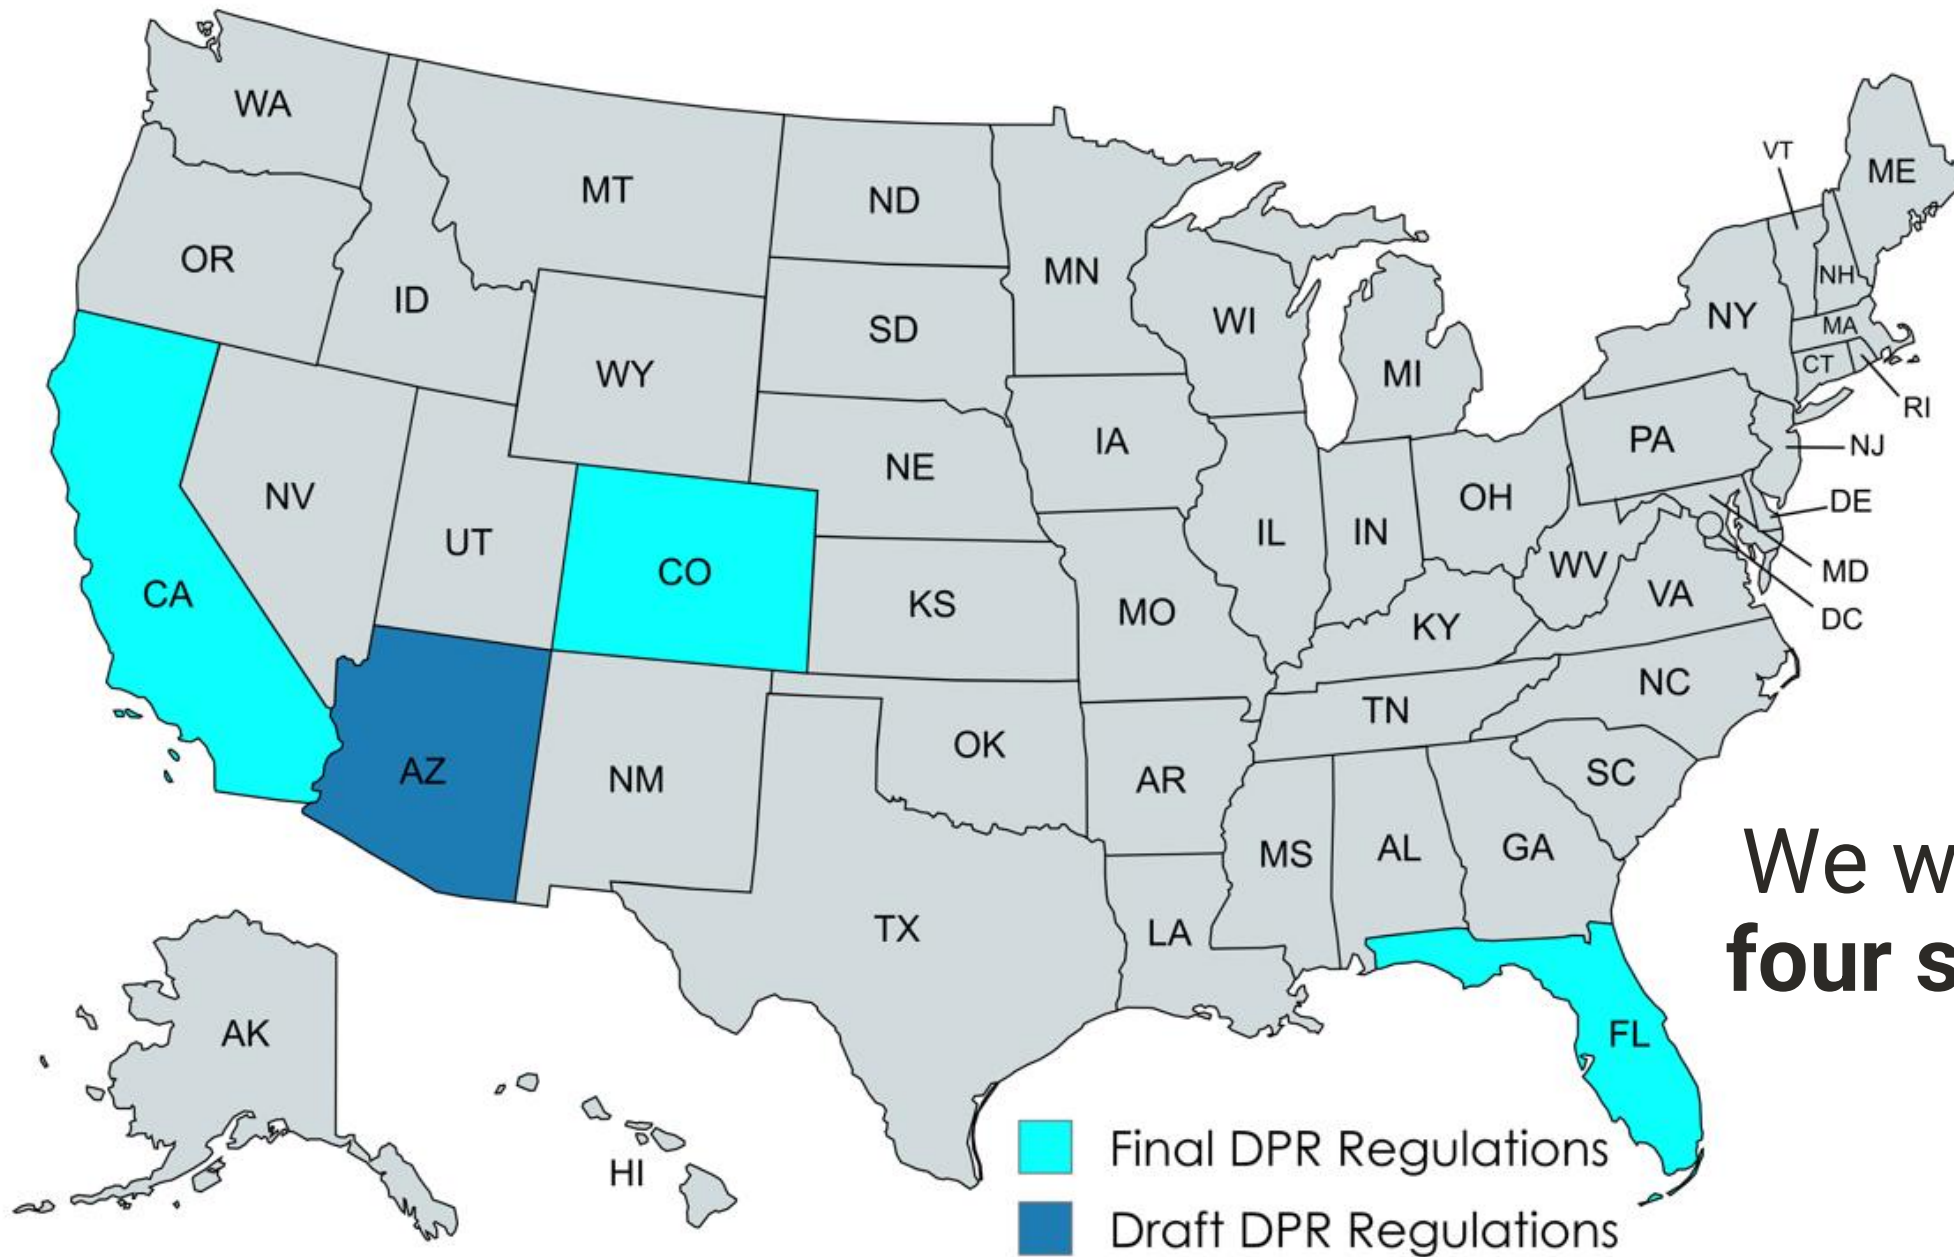 WA
MT
ND
MN
VT
ME
OR
ID
SD
WI
NH
NY
MA
WY
MI
CT
RI
IA
PA
NJ
NE
NV
OH
DE
UT
CO
IL
IN
WV
MD
CA
KS
MO
VA
DC
KY
NC
TN
AZ
NM
OK
AR
SC
MS
AL
GA
TX
LA
We w
four s
AK
FL
HI
Final DPR Regulations
Draft DPR Regulations